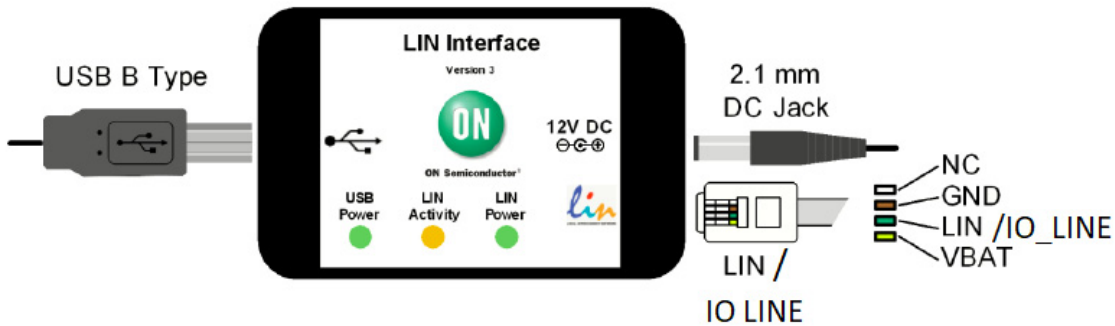 USB B Type
LIN Interface
Version 3
ON
12V DC
ON Semiconductor®
USB
Power
LIN
Activity
LIN
Power
lin
2.1 mm
DC Jack
NC
GND
LIN /IO_LINE
VBAT
LIN /
IO LINE